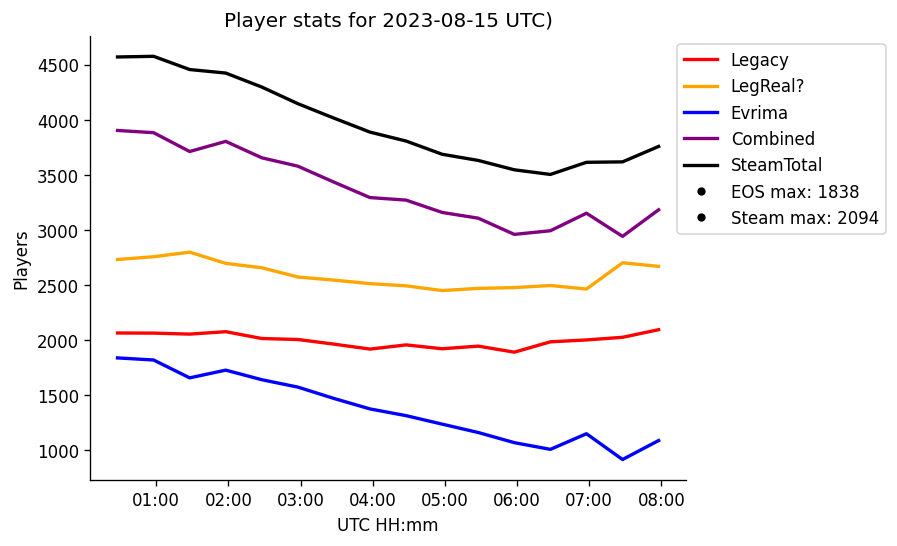 Player stats for 2023-08-15 UTC)
Players
4500
4000
3500
3000
2500
2000
1500
1000
01:00 02:00 03:00 04:00 05:00 06:00 07:00 08:00
UTC HH:mm
Legacy
LegReal?
Evrima
Combined
SteamTotal
EOS max: 1838
Steam max: 2094